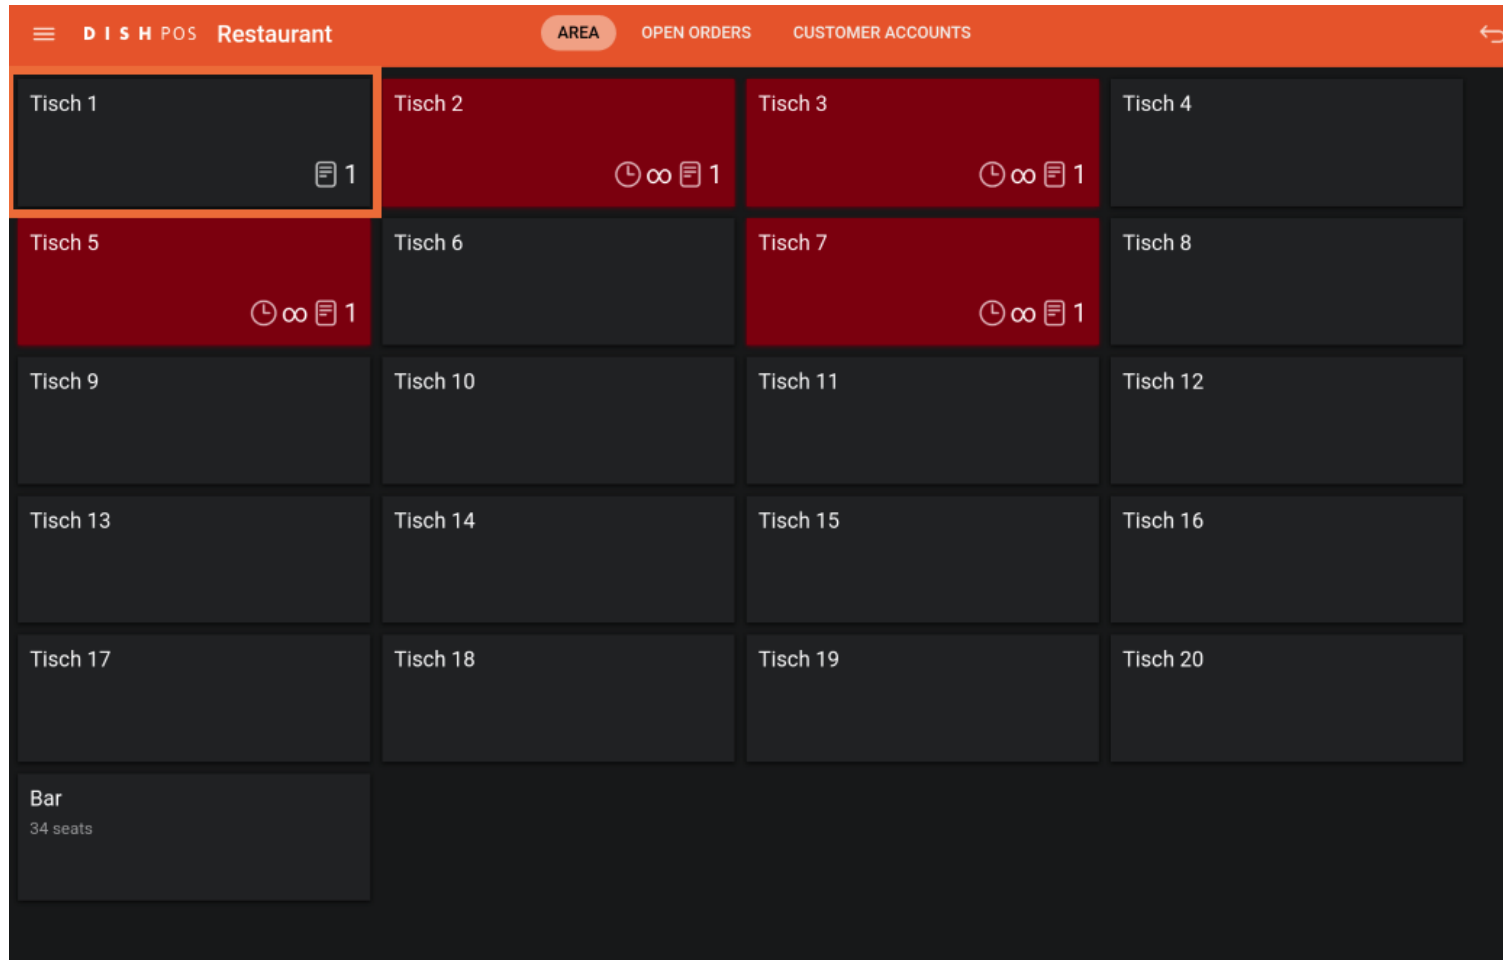 DISH POS Restaurant AREA OPEN ORDERS CUSTOMER ACCOUNTS
Tisch 1 Tisch 2 Tisch 3 Tisch 4
1 ∞ 1 ∞ 1
Tisch 5 Tisch 6 Tisch 7 Tisch 8
∞ 1 ∞ 1
Tisch 9 Tisch 10 Tisch 11 Tisch 12
Tisch 13 Tisch 14 Tisch 15 Tisch 16
Tisch 17 Tisch 18 Tisch 19 Tisch 20
Bar
34 seats